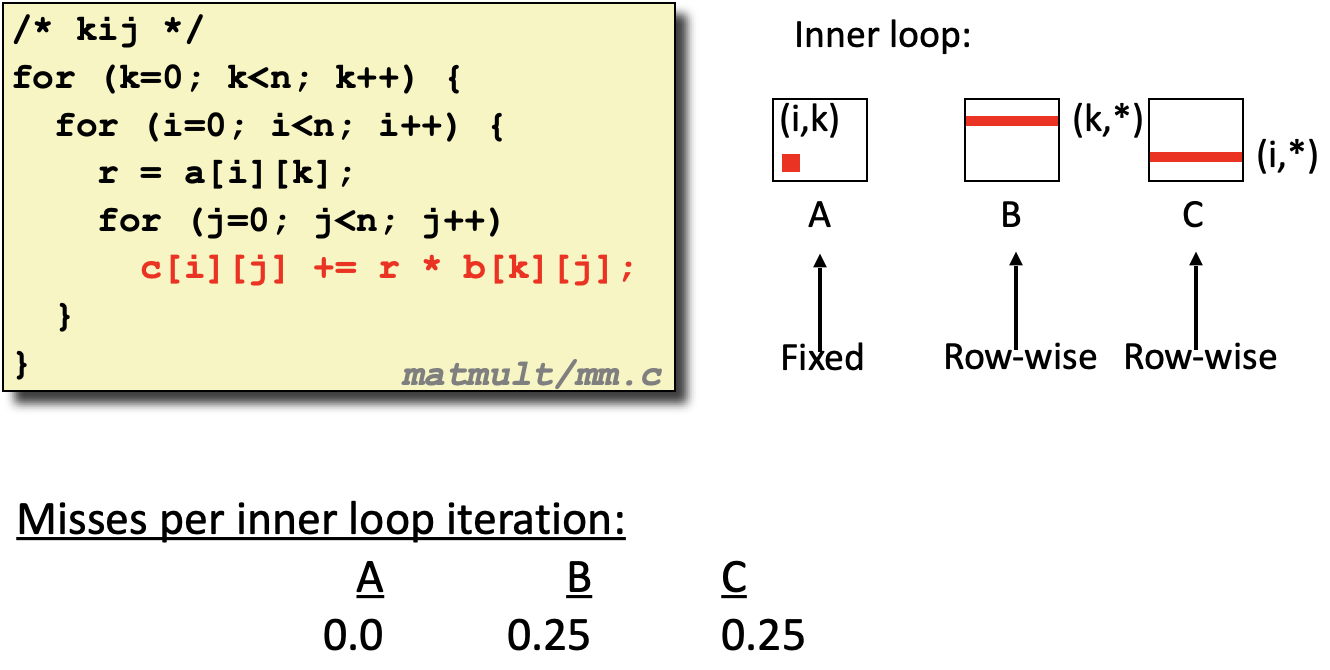 /* kij */
for (k=0; k<n; k++) {
  for (i=0; i<n; i++) {
    r = a[i][k];
    for (j=0; j<n; j++)
      c[i][j] += r * b[k][j];
  }
}
matmult/mm.c
Inner loop:
(i,k)
(k,*)
(i,*)
A B C
Fixed Row-wise Row-wise
Misses per inner loop iteration:
A B C
0.0 0.25 0.25